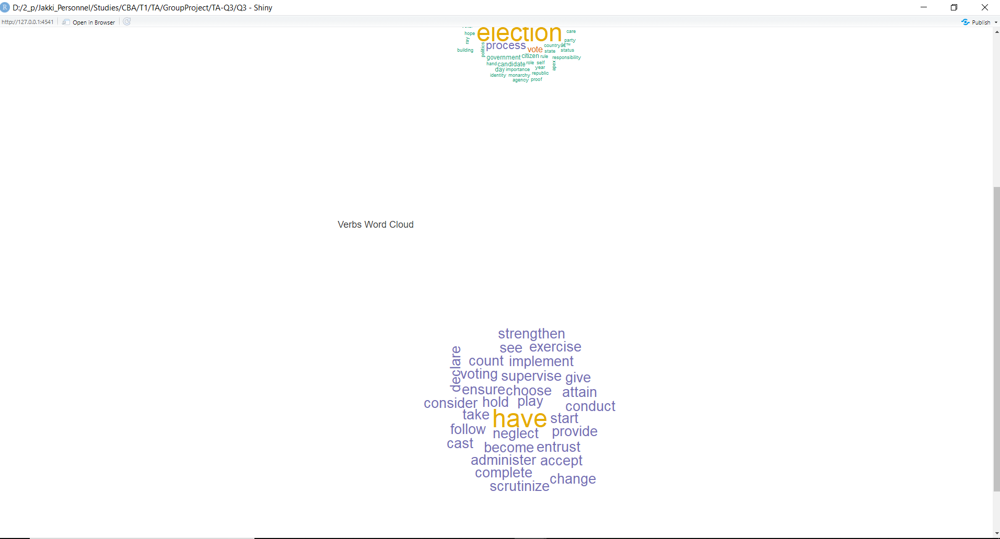 D:/2_p/Jakki_Personnel/Studies/CBA/T1/TA/GroupProject/TA-Q3/Q3 - Shiny
http://127.0.0.1:4541 Open in Browser Publish
hope election care
ray party
process countryâ€™
building politics vote state status
government citizen rule responsibility
hand candidate role self apex
day importance year
identity monarchy republic
agency proof
Verbs Word Cloud
strengthen
see exercise
declare count implement
voting supervise give
ensure choose attain
consider hold play conduct
take have start
follow neglect provide
cast become entrust
administer accept
complete change
scrutinize